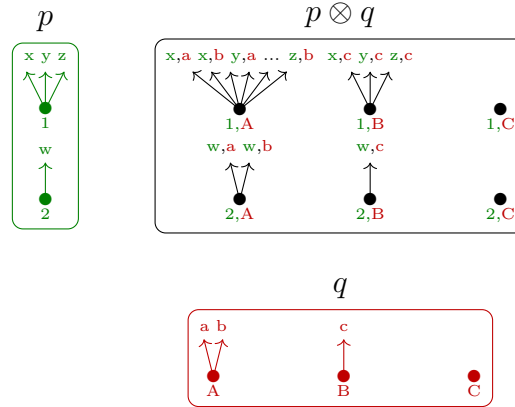 p
p ⊗ q
x y z
x,a x,b y,a ... z,b
x,c y,c z,c
1
1,A
1,B
1,C
w
w,a w,b
w,c
2
2,A
2,B
2,C
q
a b
c
A
B
C